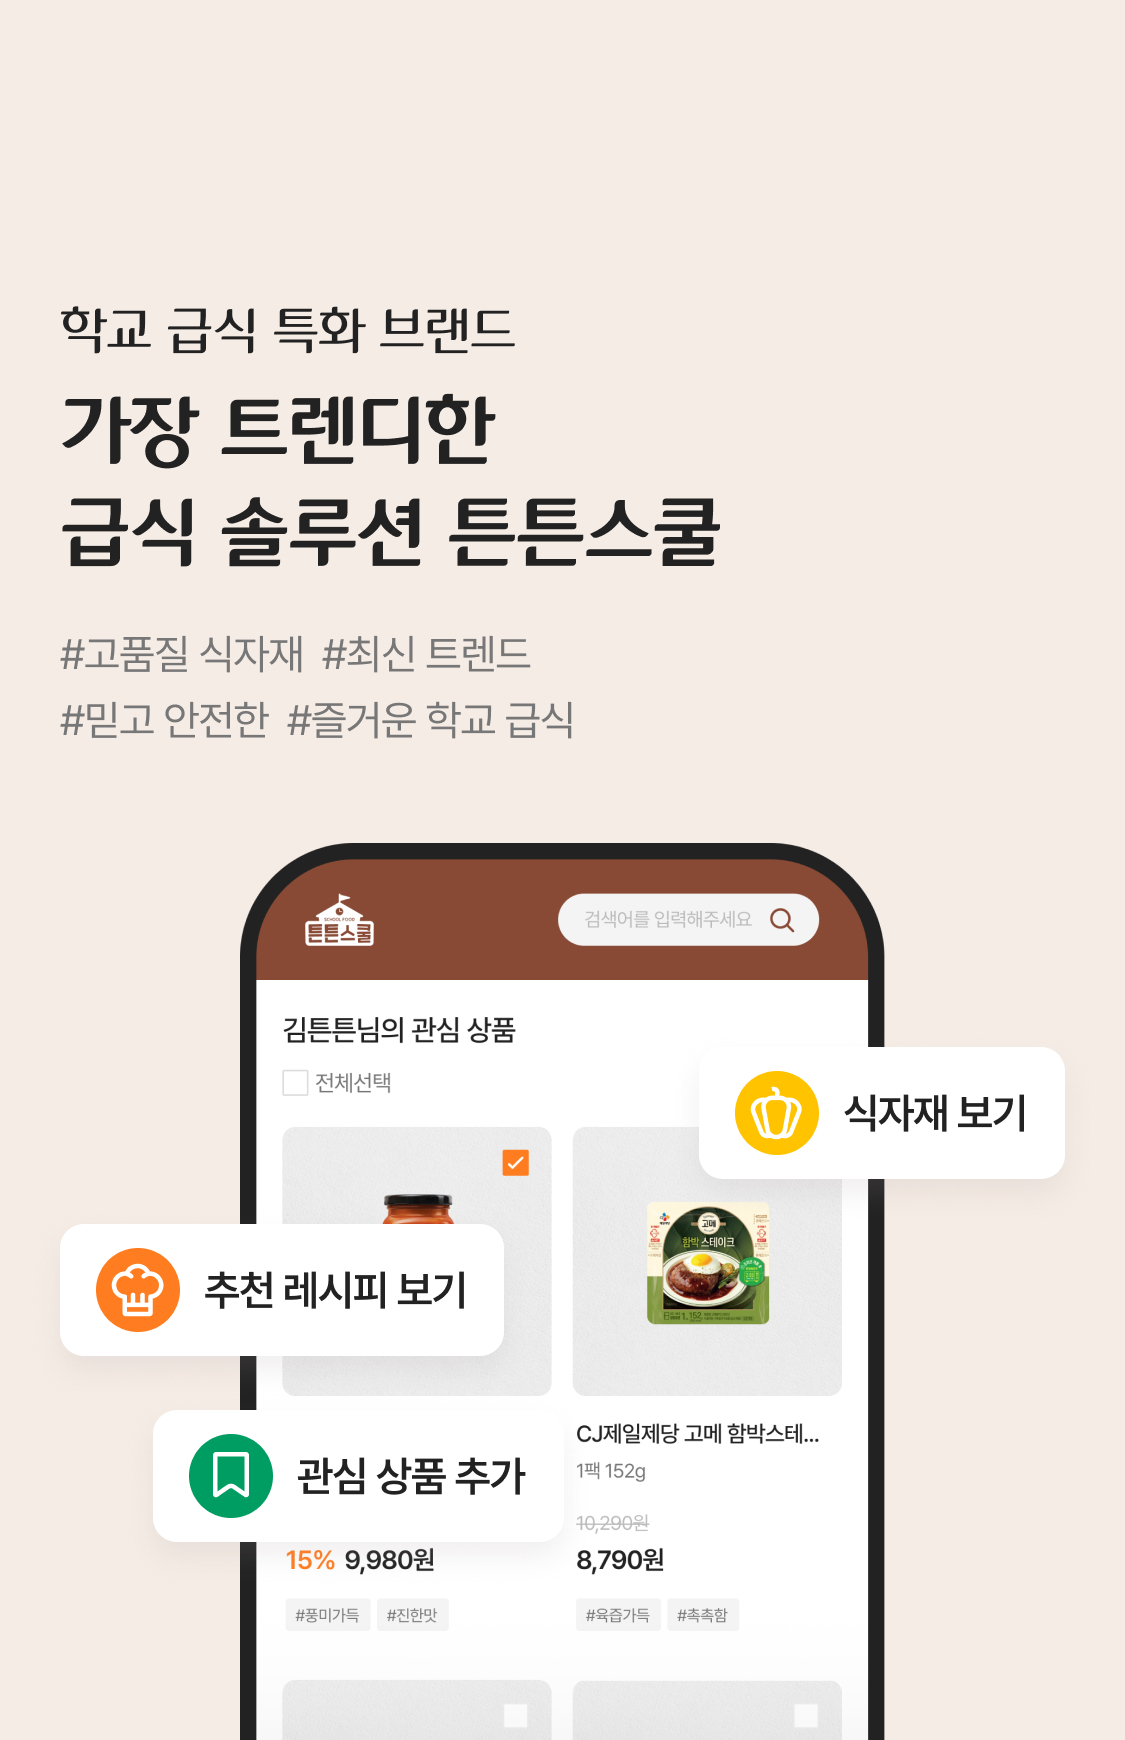 학교 급식 특화 브랜드
가장 트렌디한
급식 솔루션 튼튼스쿨
#고품질 식자재 #최신 트렌드
#믿고 안전한 #즐거운 학교 급식
SCHOOL FOOD
튼튼스쿨
검색어를 입력해주세요
김튼튼님의 관심 상품
전체선택
식자재 보기
고메
함박 스테이크
추천 레시피 보기
관심 상품 추가
CJ제일제당 고메 함박스테...
1팩 152g
10,290원
15% 9,980원
8,790원
#풍미가득 #진한맛
#육즙가득 #촉촉함